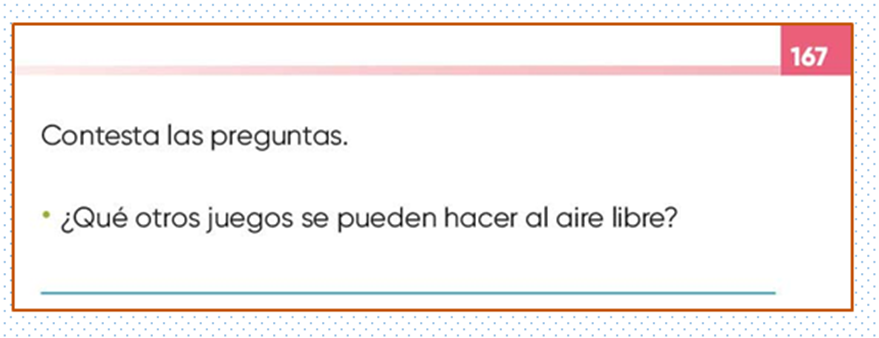 167
Contesta las preguntas.
• ¿Qué otros juegos se pueden hacer al aire libre?